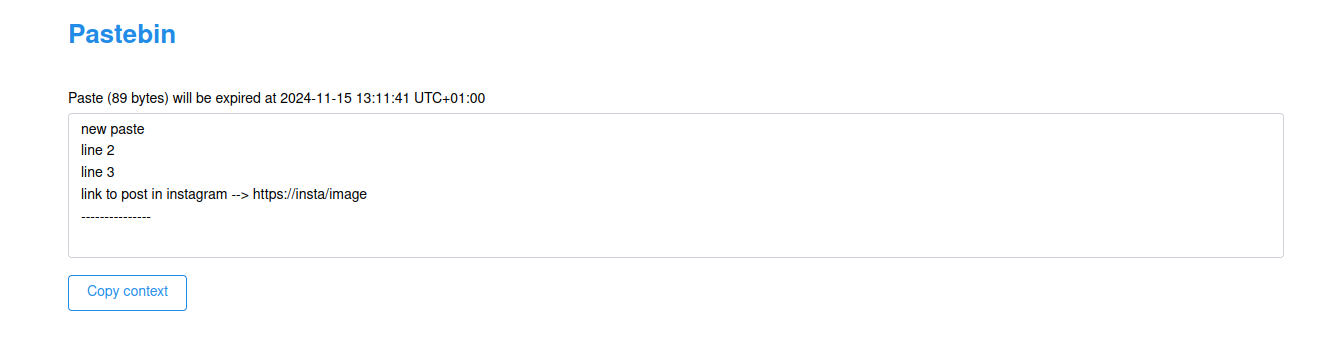 Pastebin
Paste (89 bytes) will be expired at 2024-11-15 13:11:41 UTC+01:00
new paste
line 2
line 3
link to post in instagram --> https://insta/image
---------------
Copy context